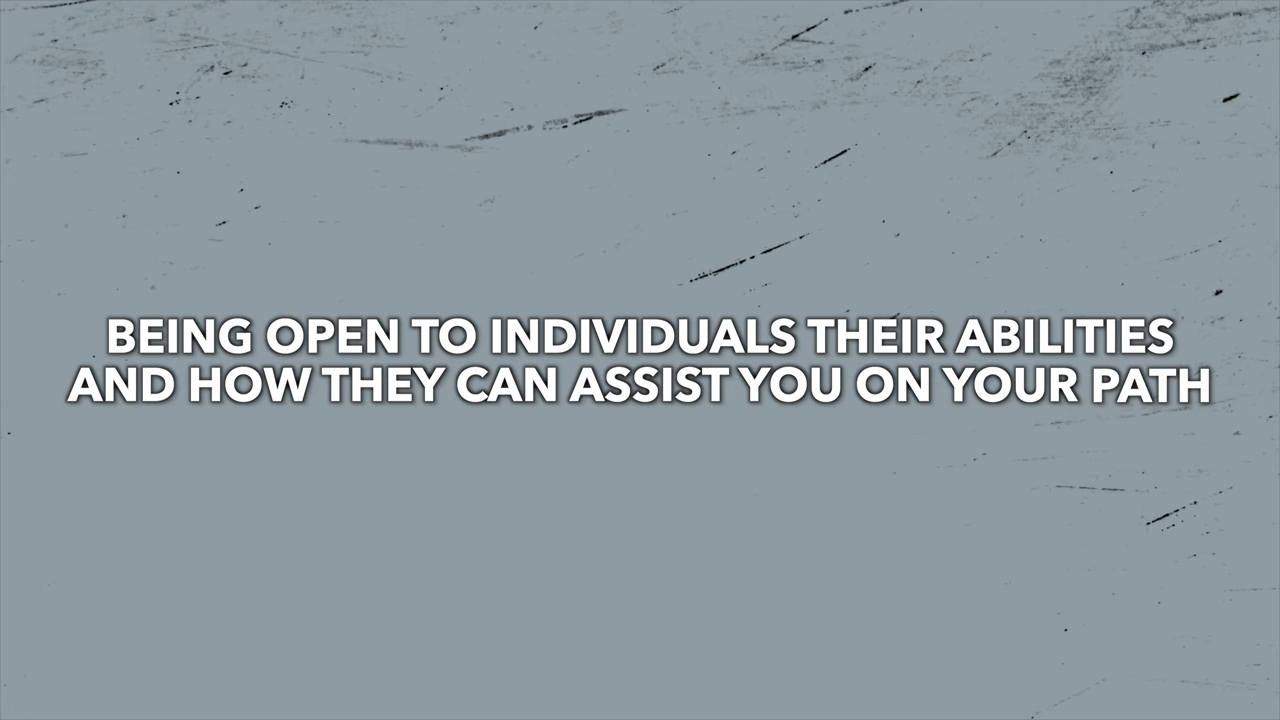 BEING OPEN TO INDIVIDUALS THEIR ABILITIES
AND HOW THEY CAN ASSIST YOU ON YOUR PATH